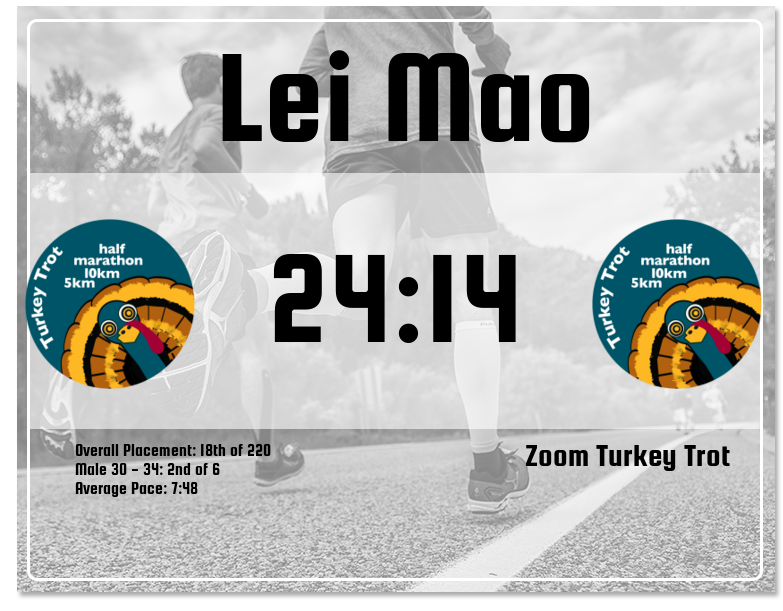 Lei Mao
Turkey Trot
half
marathon
10km
5km
24:14
Turkey Trot
half
marathon
10km
5km
Overall Placement: 18th of 220
Male 30 - 34: 2nd of 6
Average Pace: 7:48
Zoom Turkey Trot